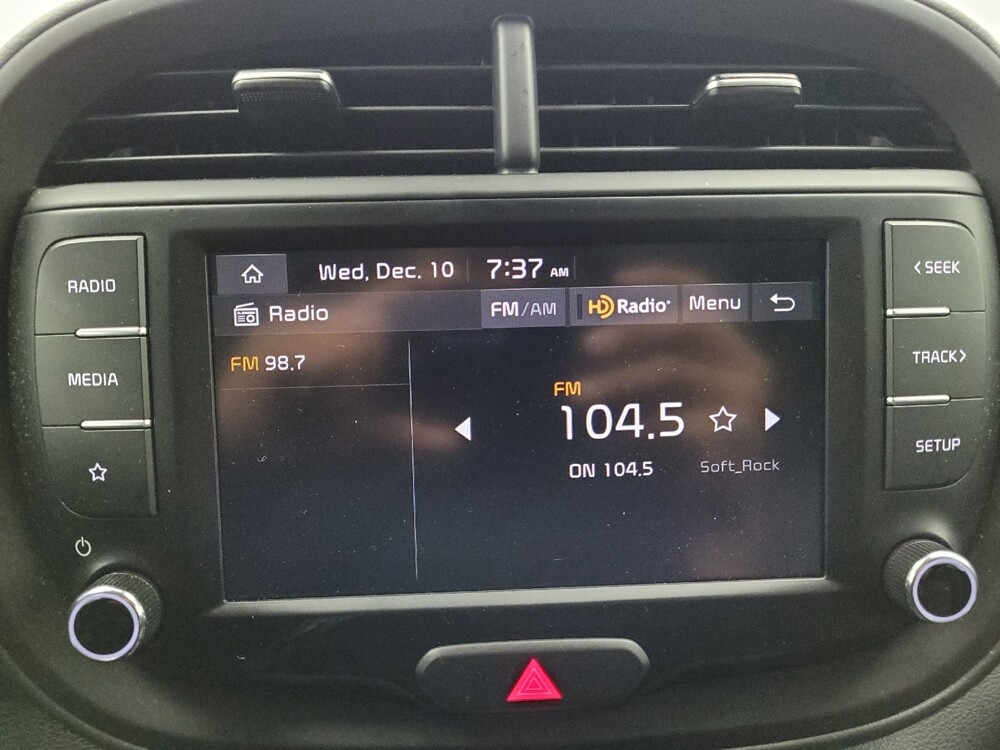 Wed, Dec. 10 7:37 AM
Radio FM/AM HD Radio® Menu
FM 98.7
FM
104.5
ON 104.5 Soft_Rock
RADIO
MEDIA
< SEEK
TRACK >
SETUP